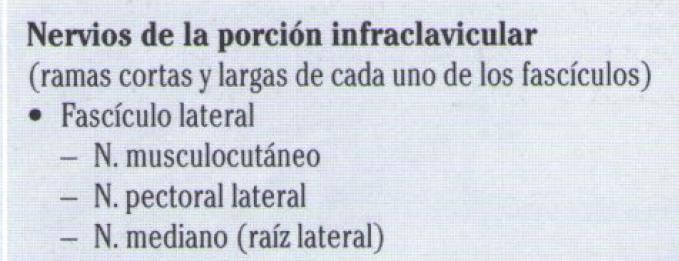 Nervios de la porción infraclavicular
(ramas cortas y largas de cada uno de los fascículos)
• Fascículo lateral
– N. musculocutáneo
– N. pectoral lateral
– N. mediano (raíz lateral)